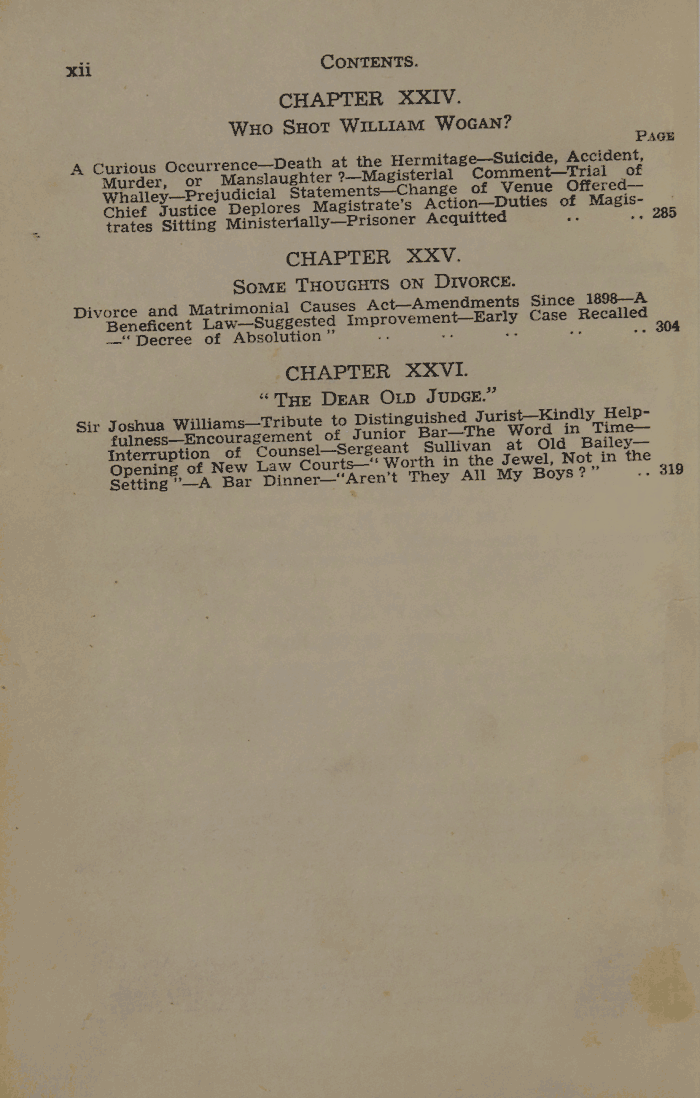 xii
CONTENTS.
CHAPTER XXIV.
WHO SHOT WILLIAM WOGAN?
PAGE
A Curious Occurrence—Death at the Hermitage—Suicide, Accident,
Murder, or Manslaughter ?—Magisterial Comment—Trial of
Whalley—Prejudicial Statements—Change of Venue Offered—
Chief Justice Deplores Magistrate's Action—Duties of Magis-
trates Sitting Ministerially—Prisoner Acquitted .. .. 285
CHAPTER XXV.
SOME THOUGHTS ON DIVORCE.
Divorce and Matrimonial Causes Act—Amendments Since 1898—A
Beneficent Law—Suggested Improvement—Early Case Recalled
—“ Decree of Absolution ” .. .. .. .. .. 304
CHAPTER XXVI.
“ THE DEAR OLD JUDGE.”
Sir Joshua Williams—Tribute to Distinguished Jurist—Kindly Help-
fulness—Encouragement of Junior Bar—The Word in Time—
Interruption of Counsel—Sergeant Sullivan at Old Bailey—
Opening of New Law Courts—“ Worth in the Jewel, Not in the
Setting ”—A Bar Dinner—“Aren't They All My Boys ? ” .. 319